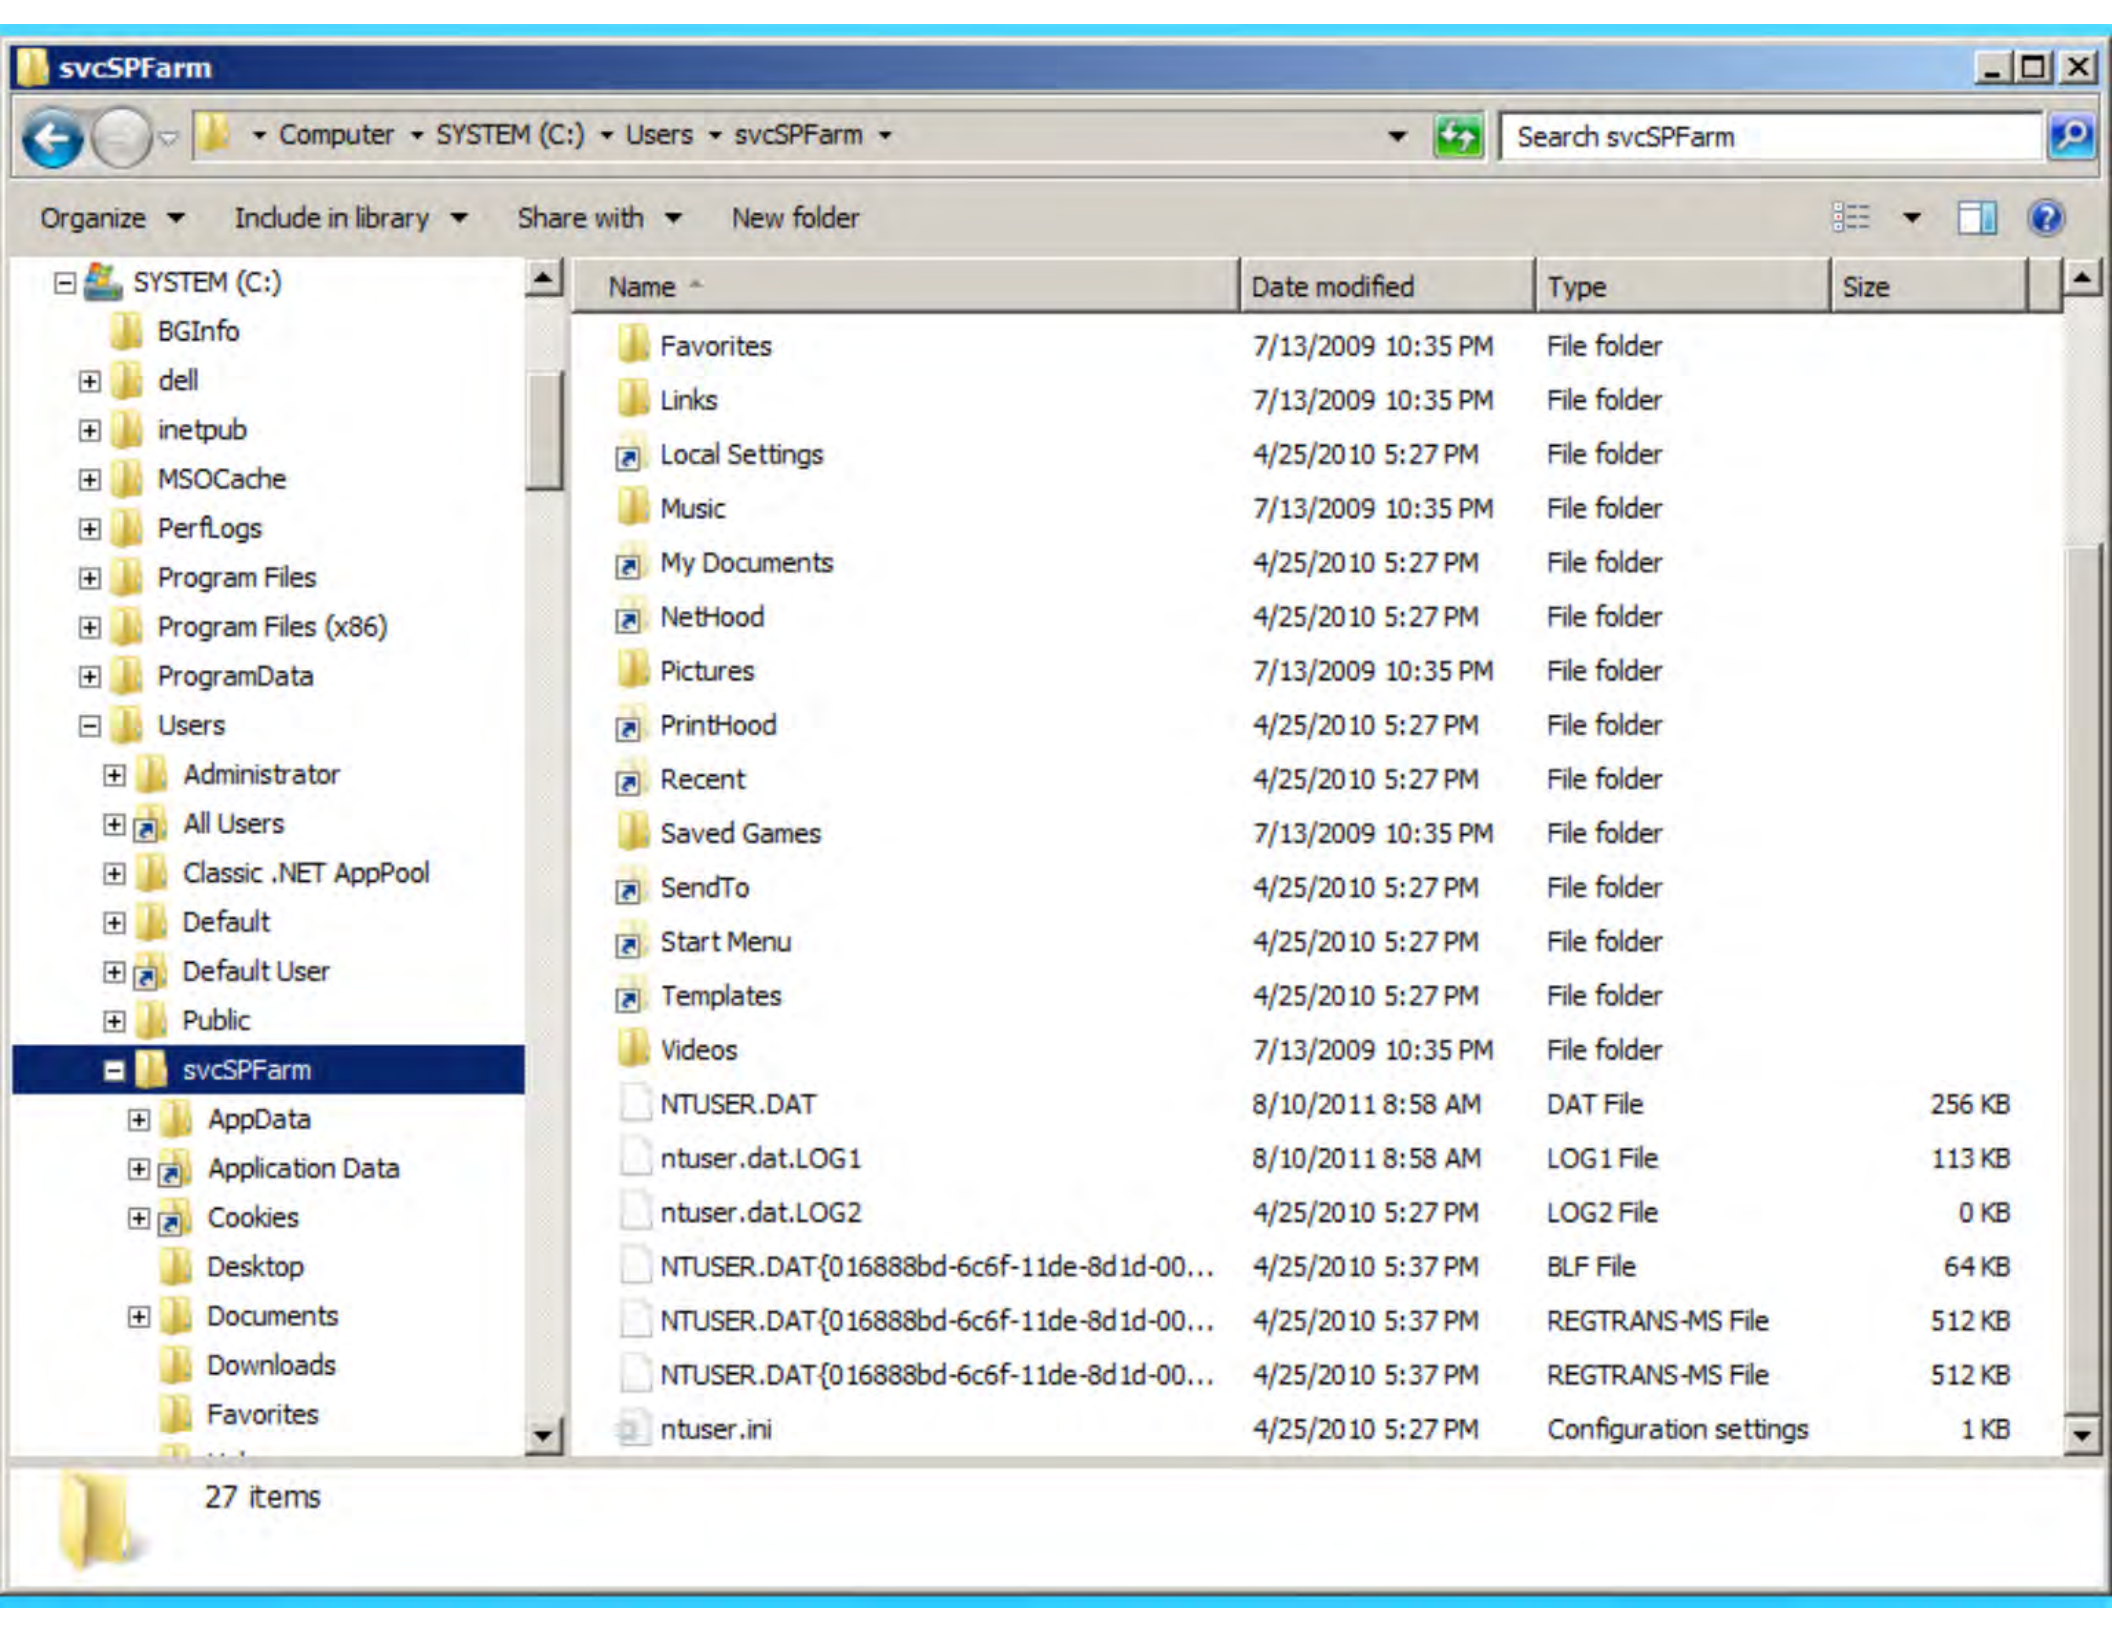 svcSPFarm
Computer SYSTEM (C:) Users svcSPFarm
Search svcSPFarm
Organize Include in library Share with New folder
SYSTEM (C:)
BGInfo
dell
inetpub
MSOCache
PerfLogs
Program Files
Program Files (x86)
ProgramData
Users
Administrator
All Users
Classic .NET AppPool
Default
Default User
Public
svcSPFarm
AppData
Application Data
Cookies
Desktop
Documents
Downloads
Favorites
Name Date modified Type Size
Favorites 7/13/2009 10:35 PM File folder
Links 7/13/2009 10:35 PM File folder
Local Settings 4/25/2010 5:27 PM File folder
Music 7/13/2009 10:35 PM File folder
My Documents 4/25/2010 5:27 PM File folder
NetHood 4/25/2010 5:27 PM File folder
Pictures 7/13/2009 10:35 PM File folder
PrintHood 4/25/2010 5:27 PM File folder
Recent 4/25/2010 5:27 PM File folder
Saved Games 7/13/2009 10:35 PM File folder
SendTo 4/25/2010 5:27 PM File folder
Start Menu 4/25/2010 5:27 PM File folder
Templates 4/25/2010 5:27 PM File folder
Videos 7/13/2009 10:35 PM File folder
NTUSER.DAT 8/10/2011 8:58 AM DAT File 256 KB
ntuser.dat.LOG1 8/10/2011 8:58 AM LOG1 File 113 KB
ntuser.dat.LOG2 4/25/2010 5:27 PM LOG2 File 0 KB
NTUSER.DAT{016888bd-6c6f-11de-8d1d-00... 4/25/2010 5:37 PM BLF File 64 KB
NTUSER.DAT{016888bd-6c6f-11de-8d1d-00... 4/25/2010 5:37 PM REGTRANS-MS File 512 KB
NTUSER.DAT{016888bd-6c6f-11de-8d1d-00... 4/25/2010 5:37 PM REGTRANS-MS File 512 KB
ntuser.ini 4/25/2010 5:27 PM Configuration settings 1 KB
27 items